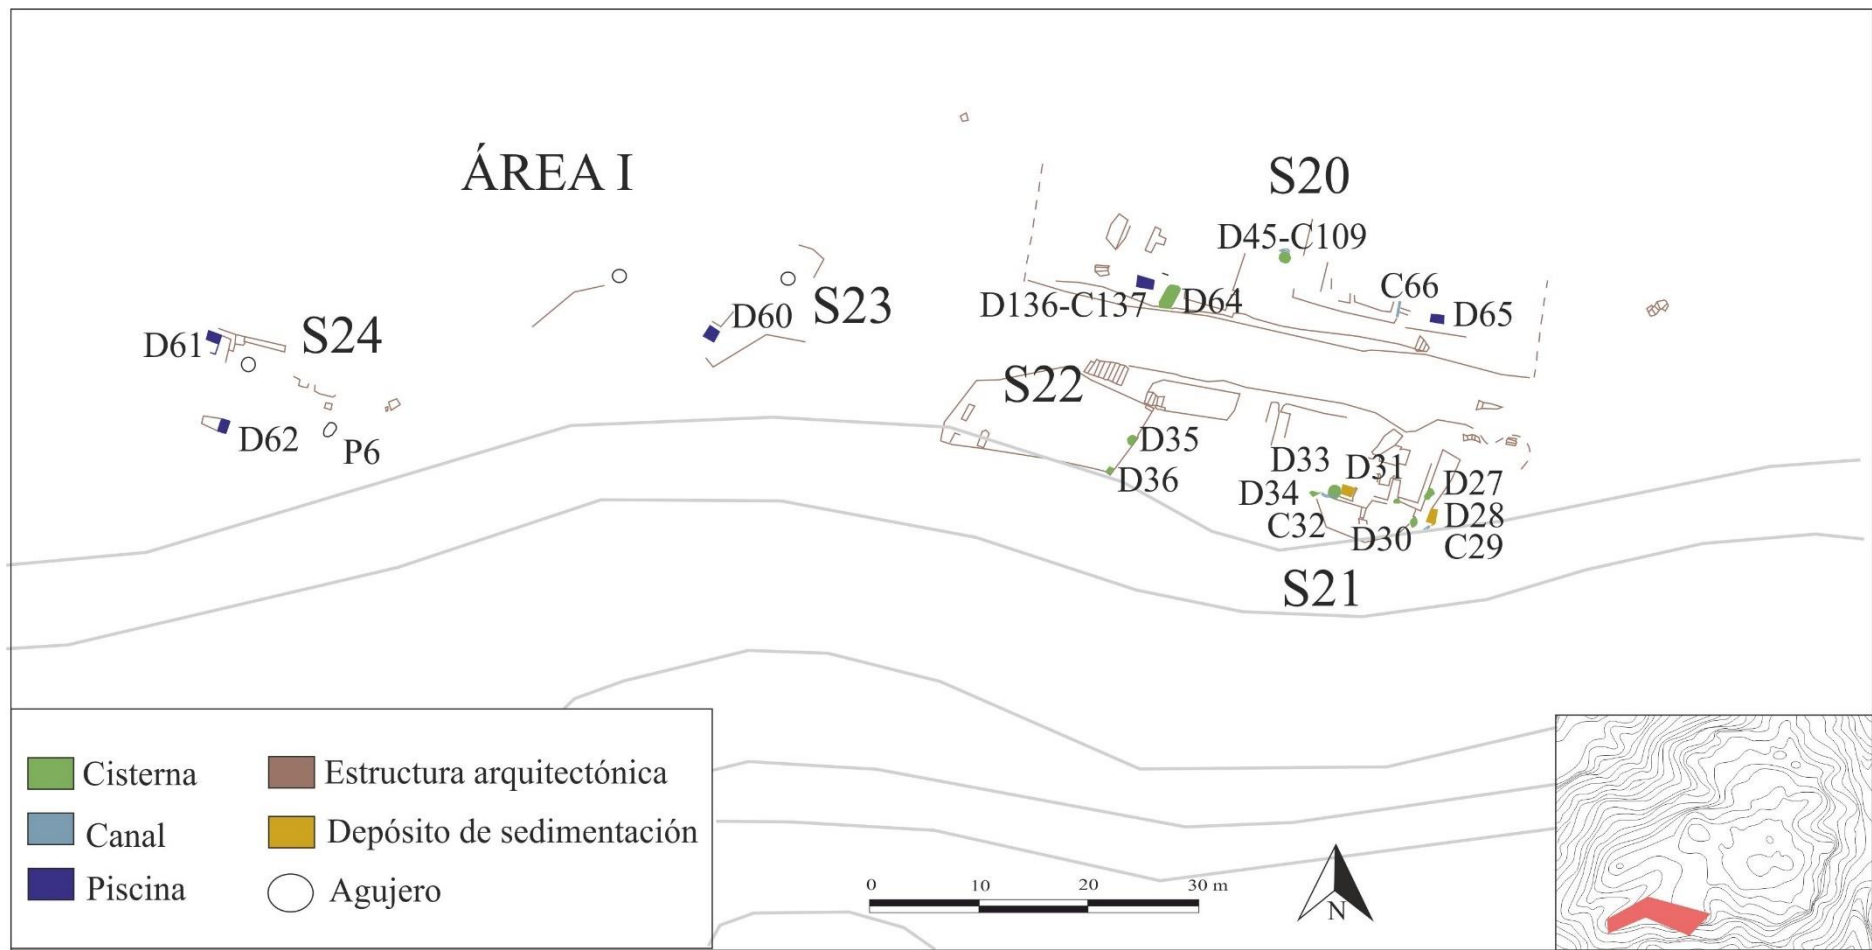 ÁREA I
S20
D45-C109
C66
D136-C137
D64
D65
S23
D60
S24
D61
D62
P6
S22
D35
D36
D33
D31
D34
C32
D30
D27
D28
C29
S21
Cisterna
Canal
Piscina
Estructura arquitectónica
Depósito de sedimentación
Agujero
0 10 20 30 m
N